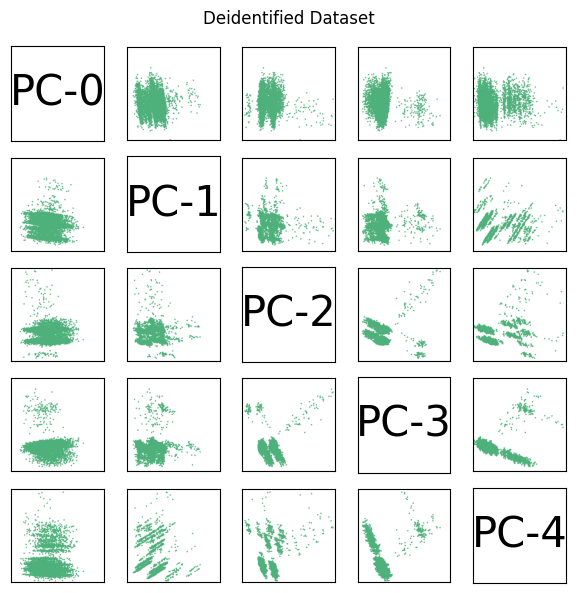 Deidentified Dataset
PC-0
PC-1
PC-2
PC-3
PC-4